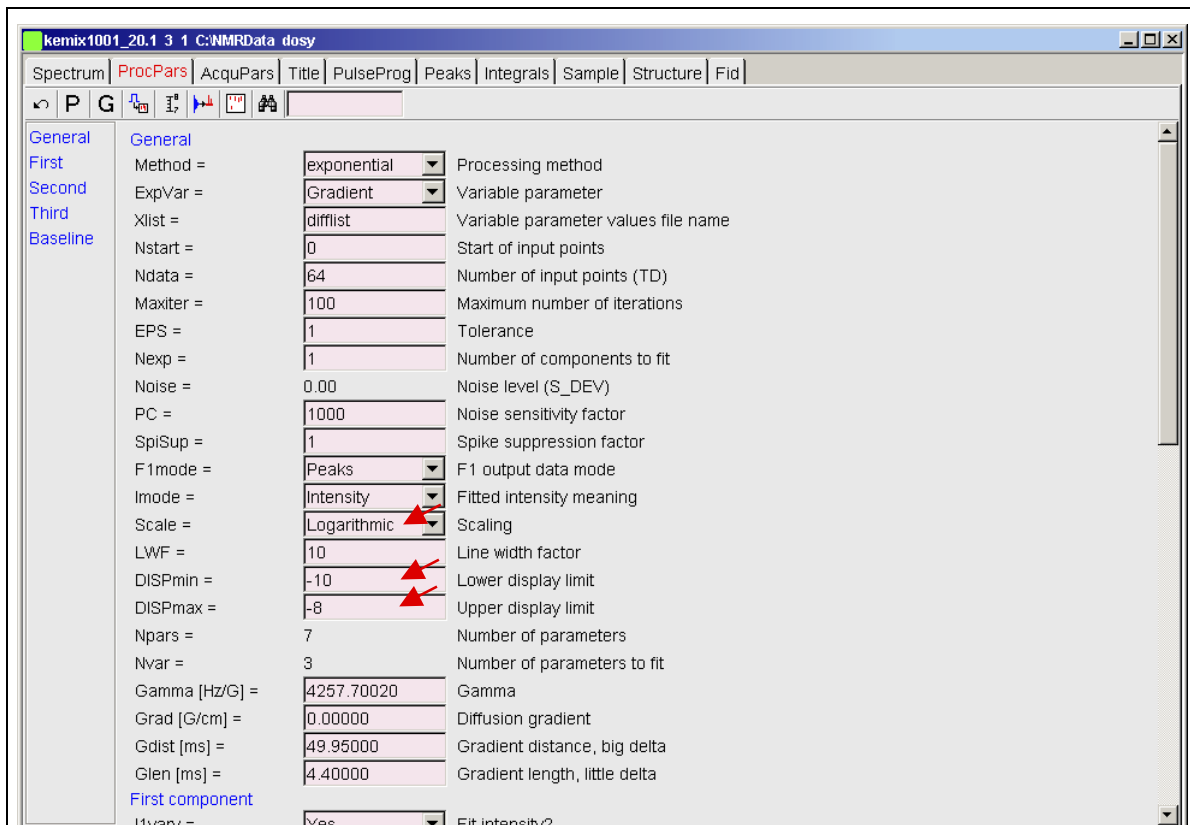 kemix1001_20.1 3 1 C:\NMRData dosy
Spectrum ProcPars AcquPars Title PulseProg Peaks Integrals Sample Structure Fid
P G
General
First
Second
Third
Baseline
General
Method = exponential Processing method
ExpVar = Gradient Variable parameter
Xlist = difflist Variable parameter values file name
Nstart = 0 Start of input points
Ndata = 64 Number of input points (TD)
Maxiter = 100 Maximum number of iterations
EPS = 1 Tolerance
Nexp = 1 Number of components to fit
Noise = 0.00 Noise level (S_DEV)
PC = 1000 Noise sensitivity factor
SpiSup = 1 Spike suppression factor
F1mode = Peaks F1 output data mode
Imode = Intensity Fitted intensity meaning
Scale = Logarithmic Scaling
LWF = 10 Line width factor
DISPmin = -10 Lower display limit
DISPmax = -8 Upper display limit
Npars = 7 Number of parameters
Nvar = 3 Number of parameters to fit
Gamma [Hz/G] = 4257.70020 Gamma
Grad [G/cm] = 0.00000 Diffusion gradient
Gdist [ms] = 49.95000 Gradient distance, big delta
Glen [ms] = 4.40000 Gradient length, little delta
First component
I1vary = Yes Fit intensity?